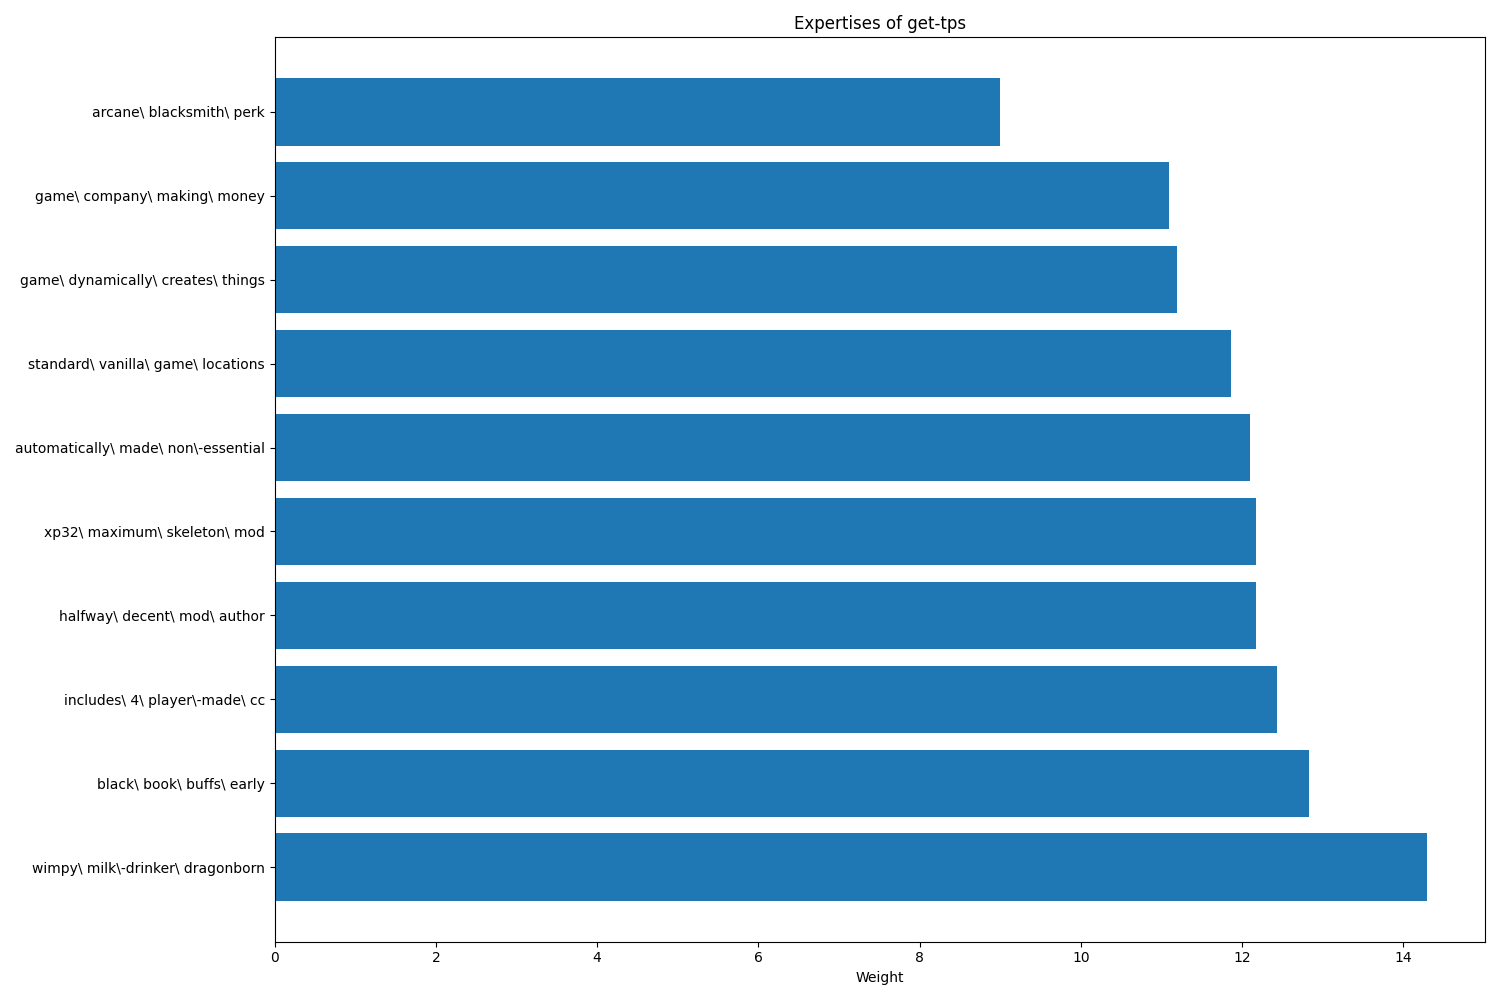 Expertises of get-tps
arcane\ blacksmith\ perk
game\ company\ making\ money
game\ dynamically\ creates\ things
standard\ vanilla\ game\ locations
automatically\ made\ non\-essential
xp32\ maximum\ skeleton\ mod
halfway\ decent\ mod\ author
includes\ 4\ player\-made\ cc
black\ book\ buffs\ early
wimpy\ milk\-drinker\ dragonborn
0 2 4 6 8 10 12 14
Weight